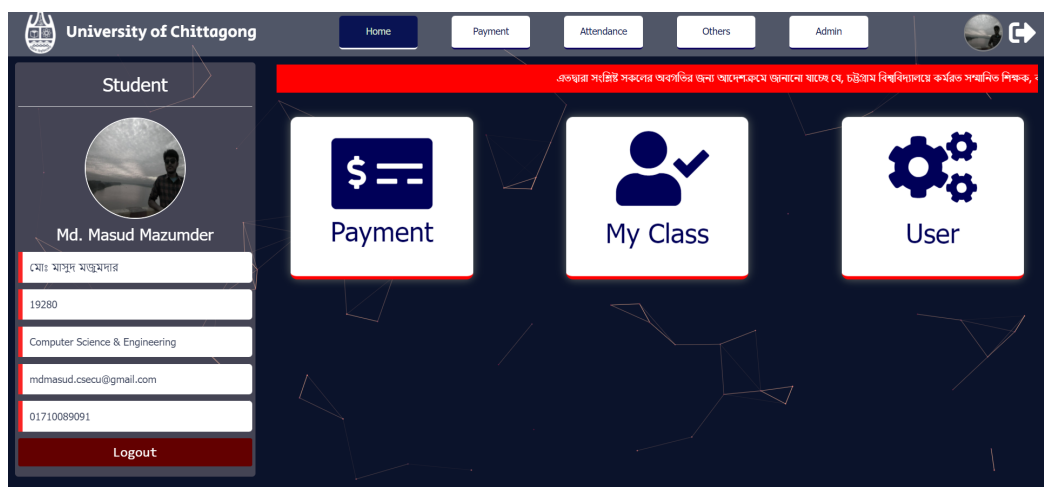 University of Chittagong
Home
Payment
Attendance
Others
Admin
Student
Md. Masud Mazumder
মোঃ মাসুদ মজুমদার
19280
Computer Science & Engineering
mdmasud.csecu@gmail.com
01710089091
Logout
এতদ্বারা সংশ্লিষ্ট সকলের অবগতির জন্য আদেশক্রমে জানানো যাচ্ছে যে, চট্টগ্রাম বিশ্ববিদ্যালয়ে কর্মরত সম্মানিত শিক্ষক,
$
Payment
My Class
User